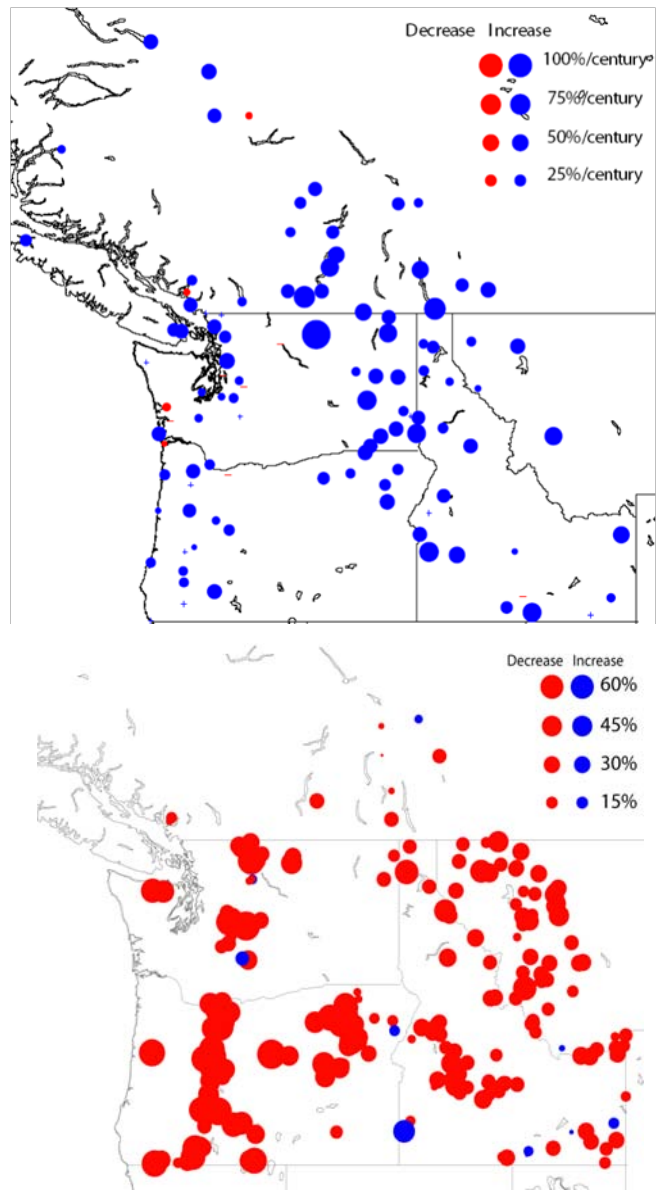 Decrease Increase
100%/century
75%/century
50%/century
25%/century
Decrease Increase
60%
45%
30%
15%